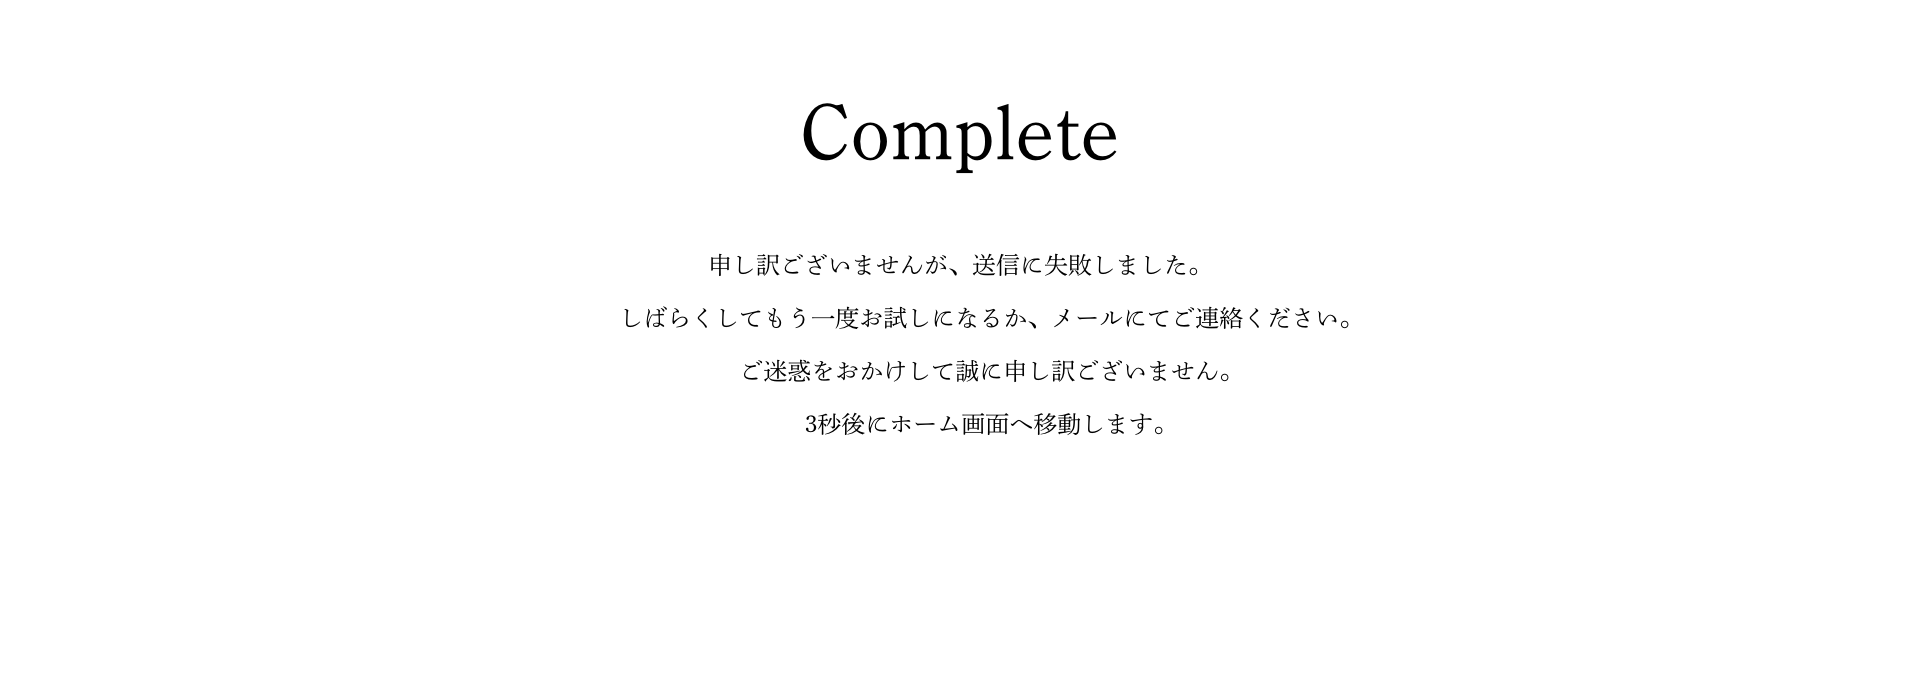 Complete
申し訳ございませんが、送信に失敗しました。
しばらくしてもう一度お試しになるか、メールにてご連絡ください。
ご迷惑をおかけして誠に申し訳ございません。
3秒後にホーム画面へ移動します。